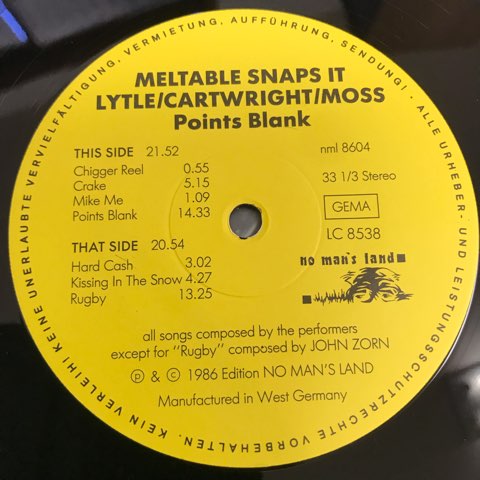 KEINE UNERLAUBTE VERVIELFÄLTIGUNG, VERMIETUNG, AUFFÜHRUNG, SENDUNG! · ALLE URHEBER- UND LEISTUNGSSCHUTZRECHTE VORBEHALTEN. KEIN VERLEIH!
MELTABLE SNAPS IT
LYTLE/CARTWRIGHT/MOSS
Points Blank
THIS SIDE 21.52
Chigger Reel 0.55
Crake 5.15
Mike Me 1.09
Points Blank 14.33
THAT SIDE 20.54
Hard Cash 3.02
Kissing In The Snow 4.27
Rugby 13.25
nml 8604
33 1/3 Stereo
GEMA
LC 8538
no man's land
all songs composed by the performers
except for "Rugby" composed by JOHN ZORN
℗ & © 1986 Edition NO MAN'S LAND
Manufactured in West Germany